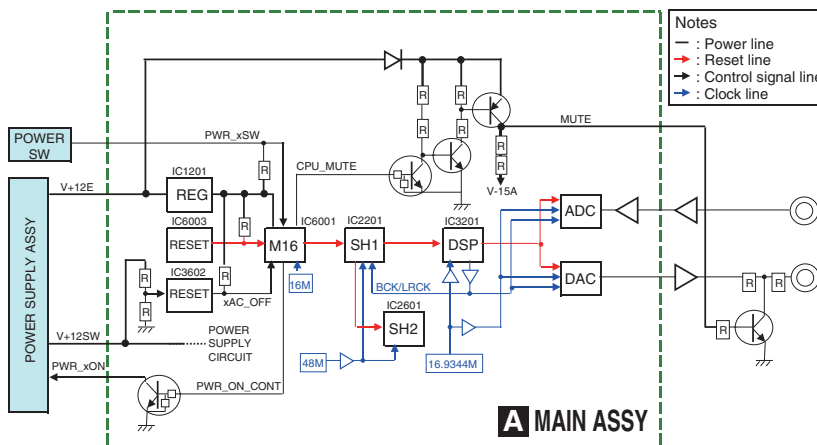 Notes
: Power line
: Reset line
: Control signal line
: Clock line
R
R
R
R
MUTE
POWER
SW
PWR_xSW
R
CPU_MUTE
R
R
V-15A
IC1201
V+12E
REG
IC6003
RESET
R
IC6001
M16
IC2201
SH1
IC3201
DSP
ADC
IC3602
R
RESET
R
R
xAC_OFF
16M
BCK/LRCK
DAC
R
R
R
IC2601
SH2
POWER SUPPLY ASSY
V+12SW
POWER
SUPPLY
CIRCUIT
48M
16.9344M
PWR_xON
PWR_ON_CONT
A MAIN ASSY